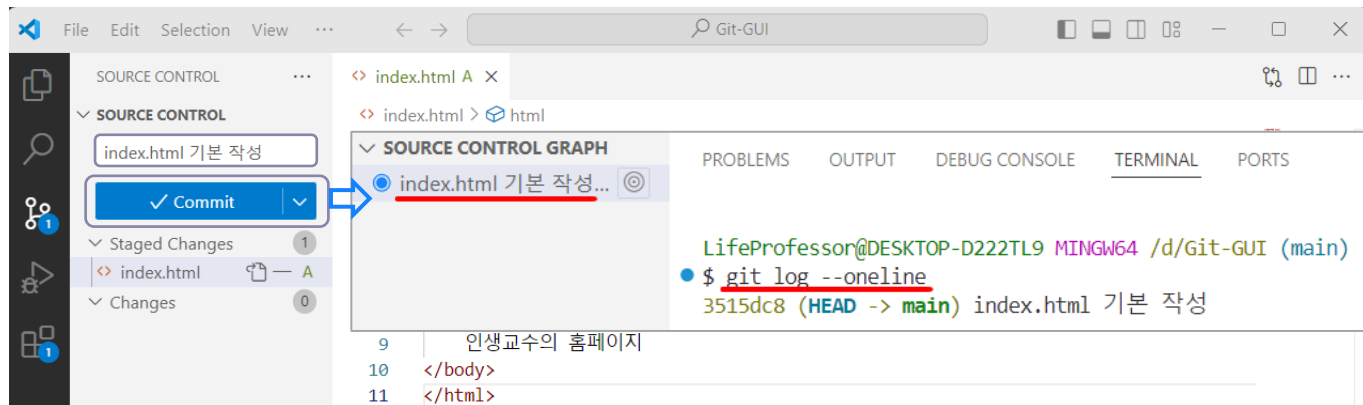 File Edit Selection View ··· Git-GUI
SOURCE CONTROL ···
SOURCE CONTROL
index.html 기본 작성
Commit
Staged Changes 1
index.html A
Changes 0
1
1
index.html A
index.html > html
SOURCE CONTROL GRAPH
index.html 기본 작성...
PROBLEMS OUTPUT DEBUG CONSOLE TERMINAL PORTS
LifeProfessor@DESKTOP-D222TL9 MINGW64 /d/Git-GUI (main)
$ git log --oneline
3515dc8 (HEAD -> main) index.html 기본 작성
9 인생교수의 홈페이지
10 </body>
11 </html>